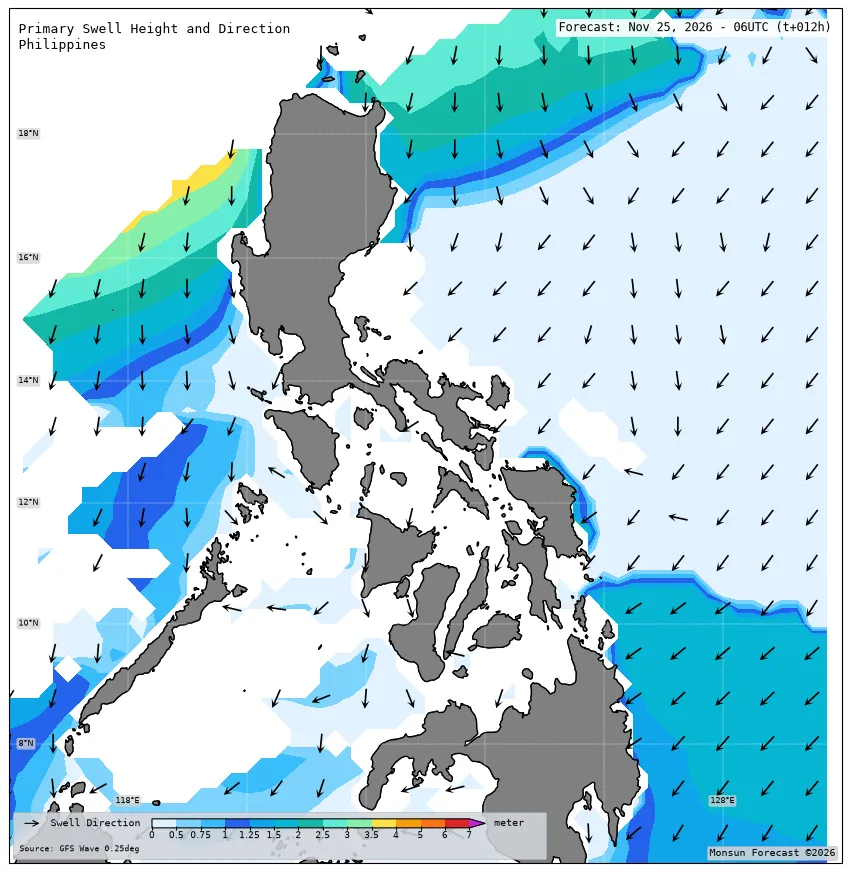 Primary Swell Height and Direction
Philippines
Forecast: Nov 25, 2026 - 06UTC (t+012h)
18°N
16°N
14°N
12°N
10°N
8°N
118°E
128°E
Swell Direction
0 0.5 0.75 1 1.25 1.5 2 2.5 3 3.5 4 5 6 7
meter
Source: GFS Wave 0.25deg
Monsun Forecast ©2026